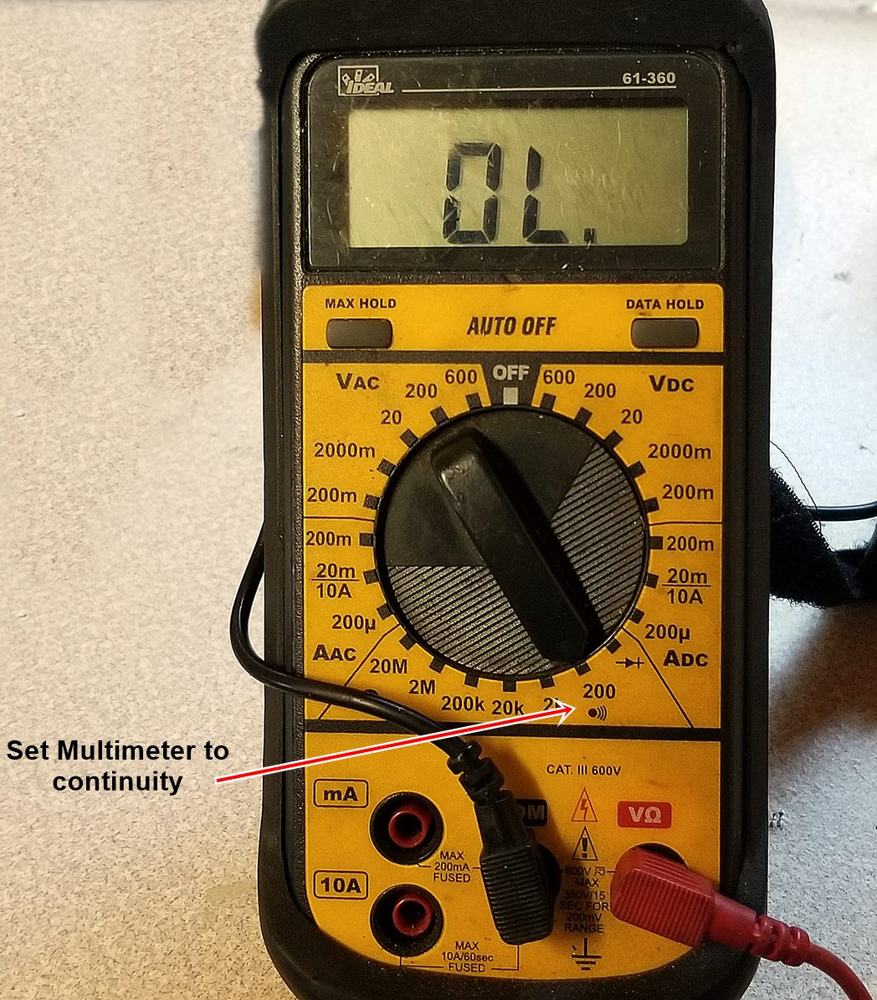 IDEAL
61-360
OL.
MAX HOLD
DATA HOLD
AUTO OFF
VAC
200
600
OFF
600
200
VDC
20
20
2000m
2000m
200m
200m
200m
200m
20m
10A
20m
10A
200µ
200µ
AAC
ADC
20M
2M
200k
20k
200
Set Multimeter to
continuity
CAT. III 600V
mA
VΩ
MAX
200mA
FUSED
10A
600V
MAX
350V/15
SEC FOR
200mV
RANGE
MAX
10A/60sec
FUSED